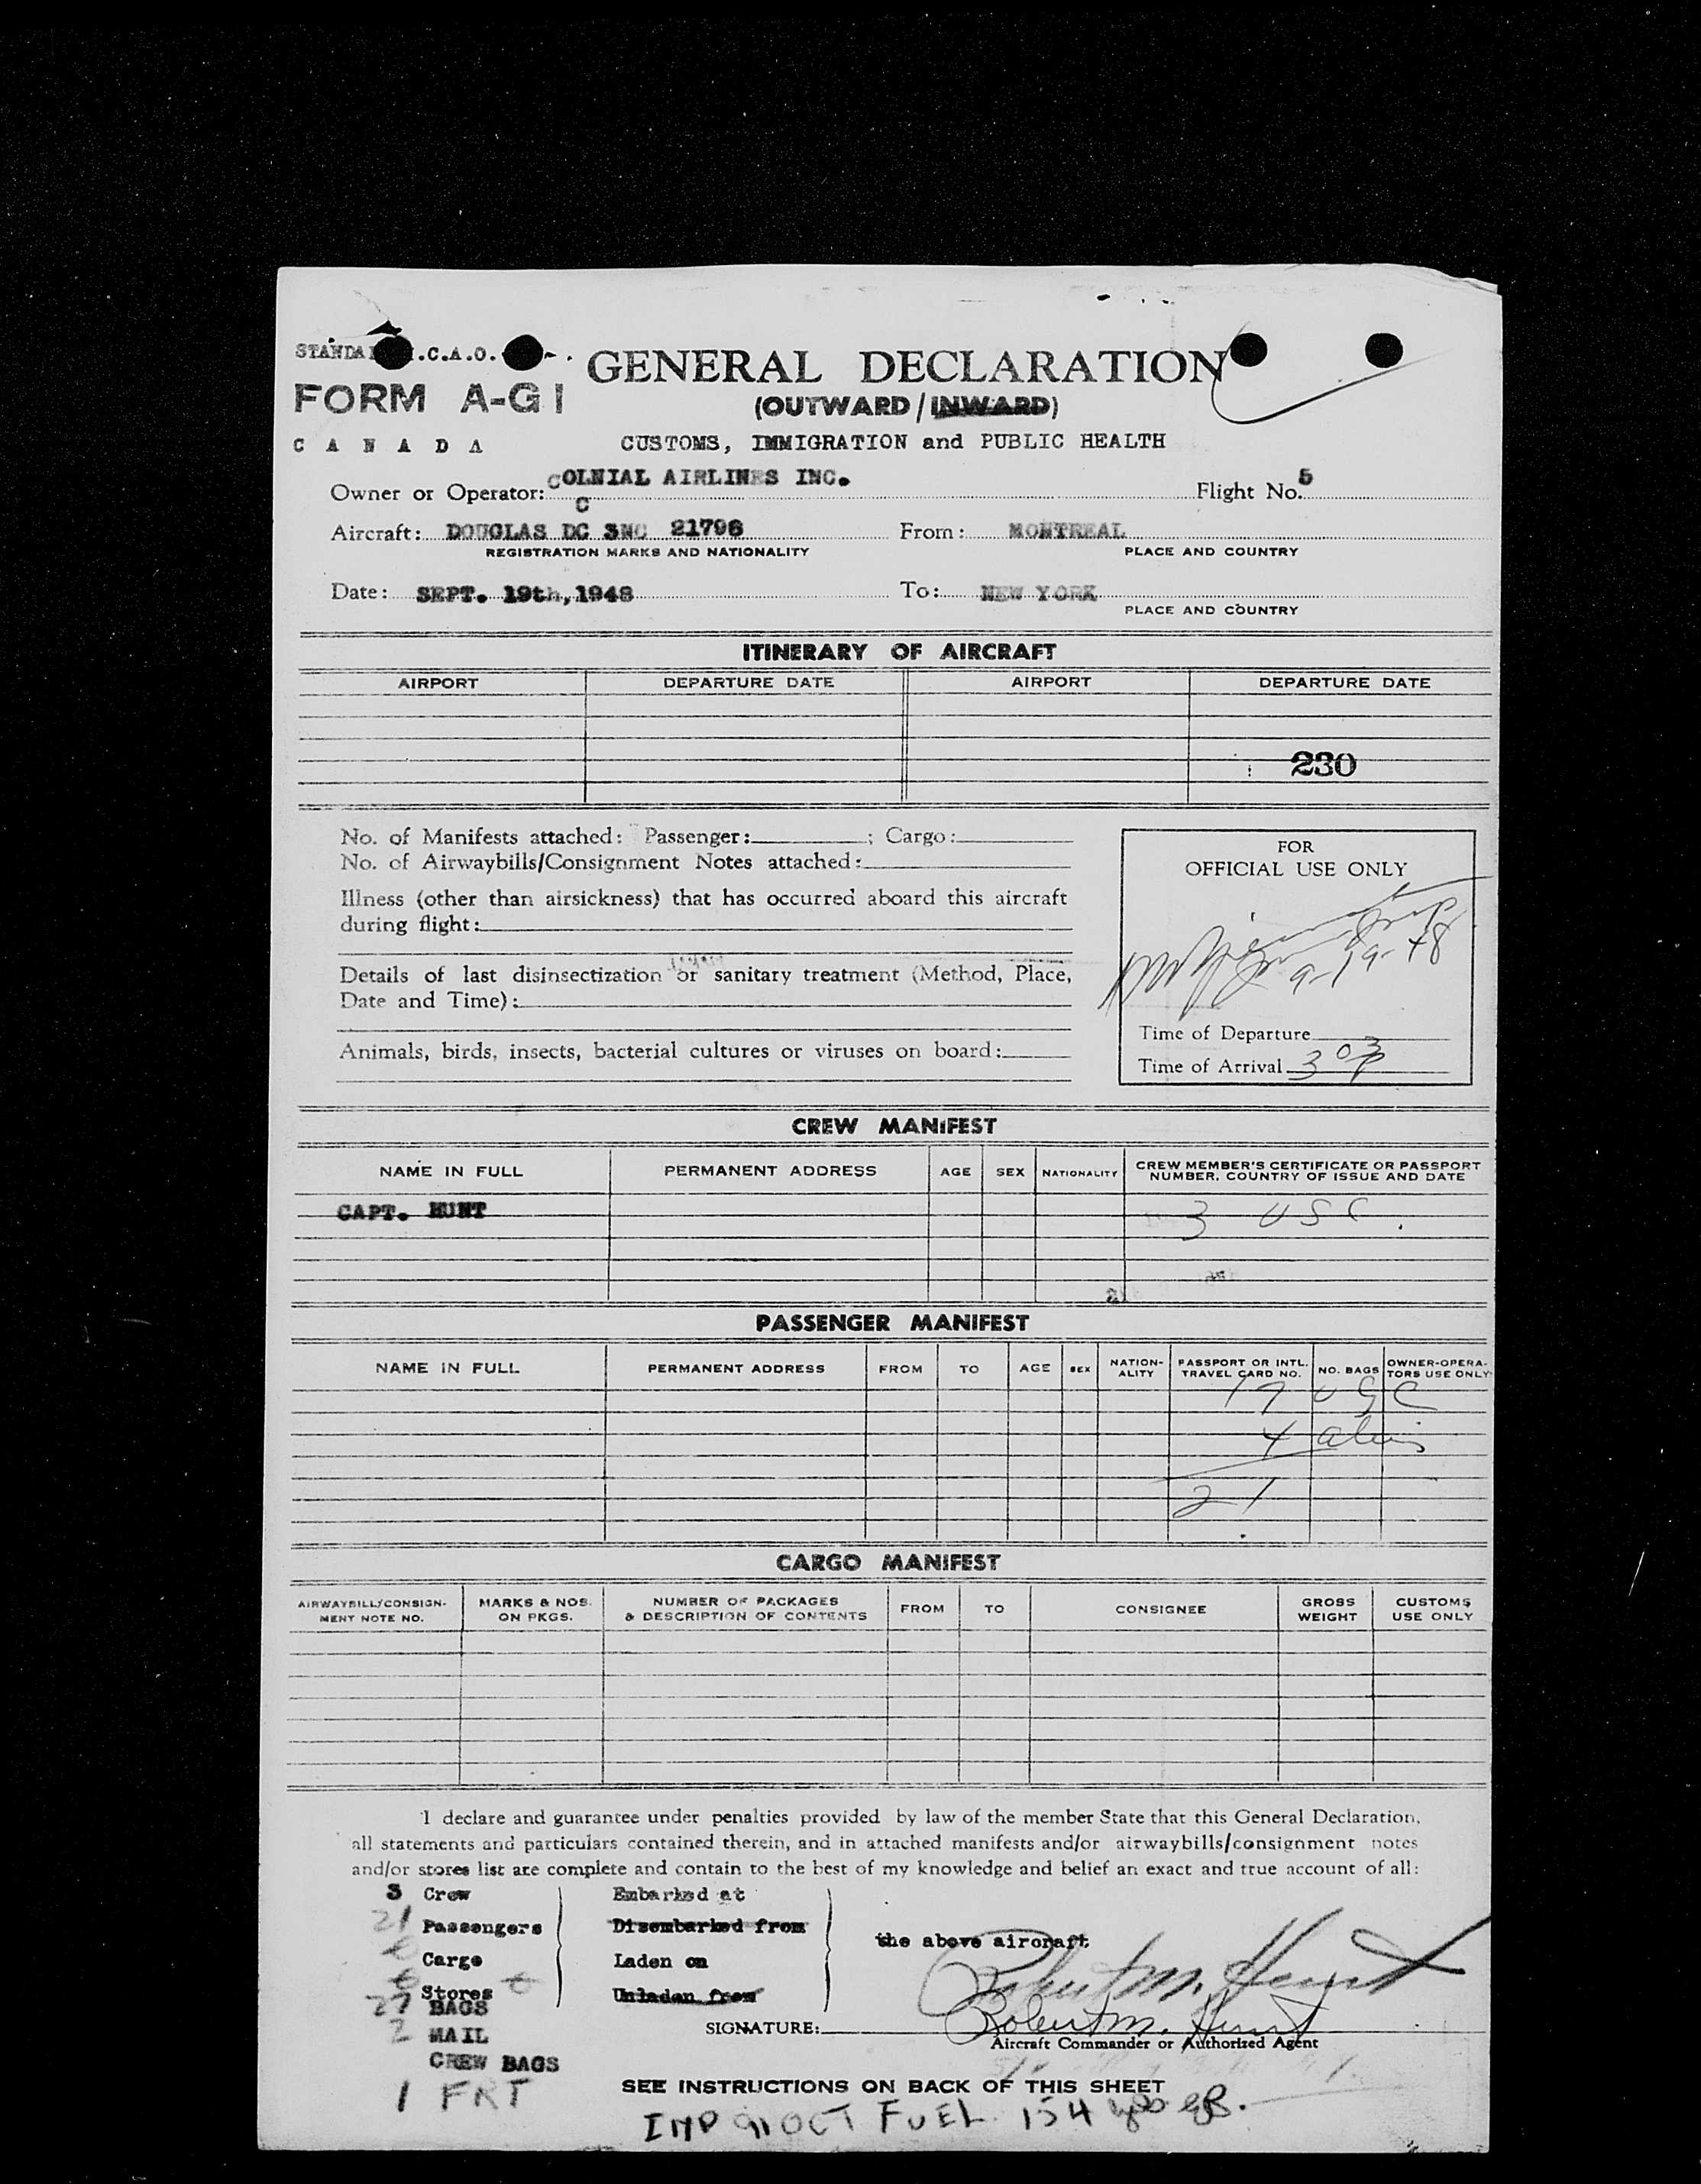 STANDA .C.A.O.
GENERAL DECLARATION
FORM A-G1
(OUTWARD / INWARD)
C A N A D A
CUSTOMS, IMMIGRATION and PUBLIC HEALTH
Owner or Operator: COLNIAL AIRLINES INC. Flight No. 5
C
Aircraft: DOUGLAS DC 3NC 21796 From: MONTREAL
REGISTRATION MARKS AND NATIONALITY PLACE AND COUNTRY
Date: SEPT. 19th, 1948 To: NEW YORK
PLACE AND COUNTRY
ITINERARY OF AIRCRAFT
AIRPORT DEPARTURE DATE AIRPORT DEPARTURE DATE
230
No. of Manifests attached: Passenger: ; Cargo:
No. of Airwaybills/Consignment Notes attached:
Illness (other than airsickness) that has occurred aboard this aircraft
during flight:
Details of last disinsectization or sanitary treatment (Method, Place,
Date and Time):
Animals, birds, insects, bacterial cultures or viruses on board:
FOR
OFFICIAL USE ONLY
9-19-48
Time of Departure
Time of Arrival 3 03 P
CREW MANIFEST
NAME IN FULL PERMANENT ADDRESS AGE SEX NATIONALITY CREW MEMBER'S CERTIFICATE OR PASSPORT NUMBER, COUNTRY OF ISSUE AND DATE
CAPT. HUNT 3 USC
PASSENGER MANIFEST
NAME IN FULL PERMANENT ADDRESS FROM TO AGE SEX NATION-ALITY PASSPORT OR INTL. TRAVEL CARD NO. NO. BAGS OWNER-OPERA-TORS USE ONLY
17 USC
4 aliens
21
CARGO MANIFEST
AIRWAYBILL/CONSIGN-MENT NOTE NO. MARKS & NOS. ON PKGS. NUMBER OF PACKAGES & DESCRIPTION OF CONTENTS FROM TO CONSIGNEE GROSS WEIGHT CUSTOMS USE ONLY
I declare and guarantee under penalties provided by law of the member State that this General Declaration,
all statements and particulars contained therein, and in attached manifests and/or airwaybills/consignment notes
and/or stores list are complete and contain to the best of my knowledge and belief an exact and true account of all:
3 Crew Embarked at
21 Passengers Disembarked from
the above aircraft
Cargo Laden on
Stores Unladen from
27 BAGS
Robert M. Hunt
2 MAIL
SIGNATURE: Robert M. Hunt
Aircraft Commander or Authorized Agent
CREW BAGS
1 FRT
SEE INSTRUCTIONS ON BACK OF THIS SHEET
IMP 91 OCT FUEL 154